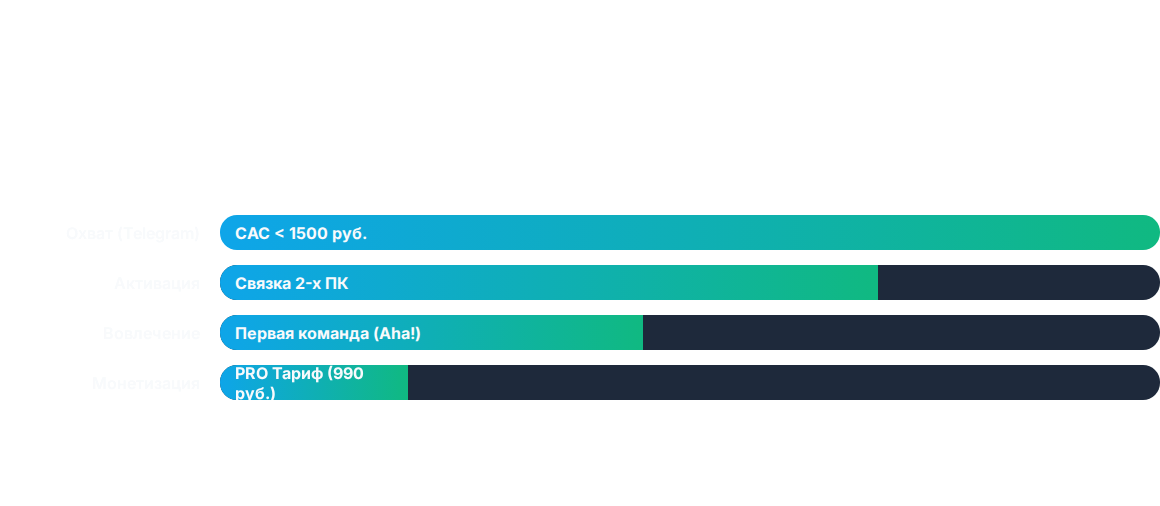 Охват (Telegram)
CAC < 1500 руб.
Активация
Связка 2-х ПК
Вовлечение
Первая команда (Aha!)
Монетизация
PRO Тариф (990
руб.)